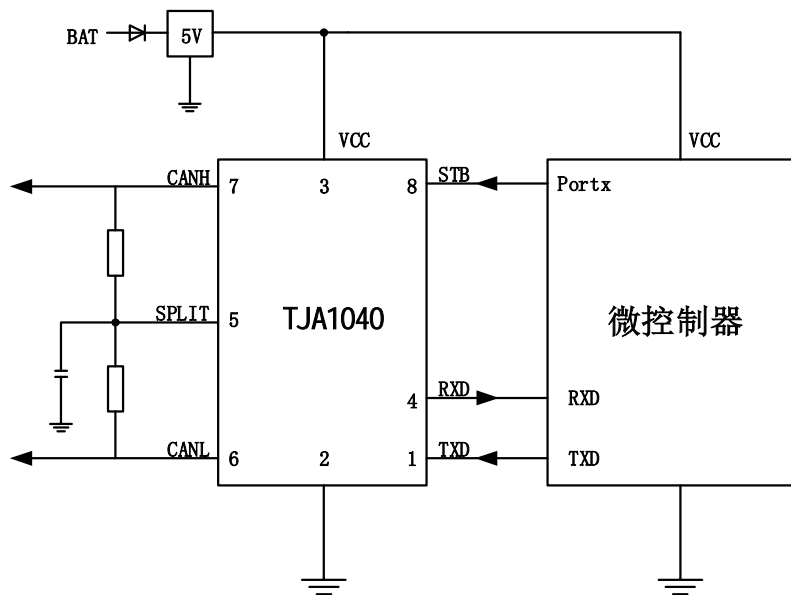 BAT
5V
VCC
VCC
CANH
7
3
8
STB
Portx
SPLIT
5
TJA1040
微控制器
4
RXD
RXD
CANL
6
2
1
TXD
TXD